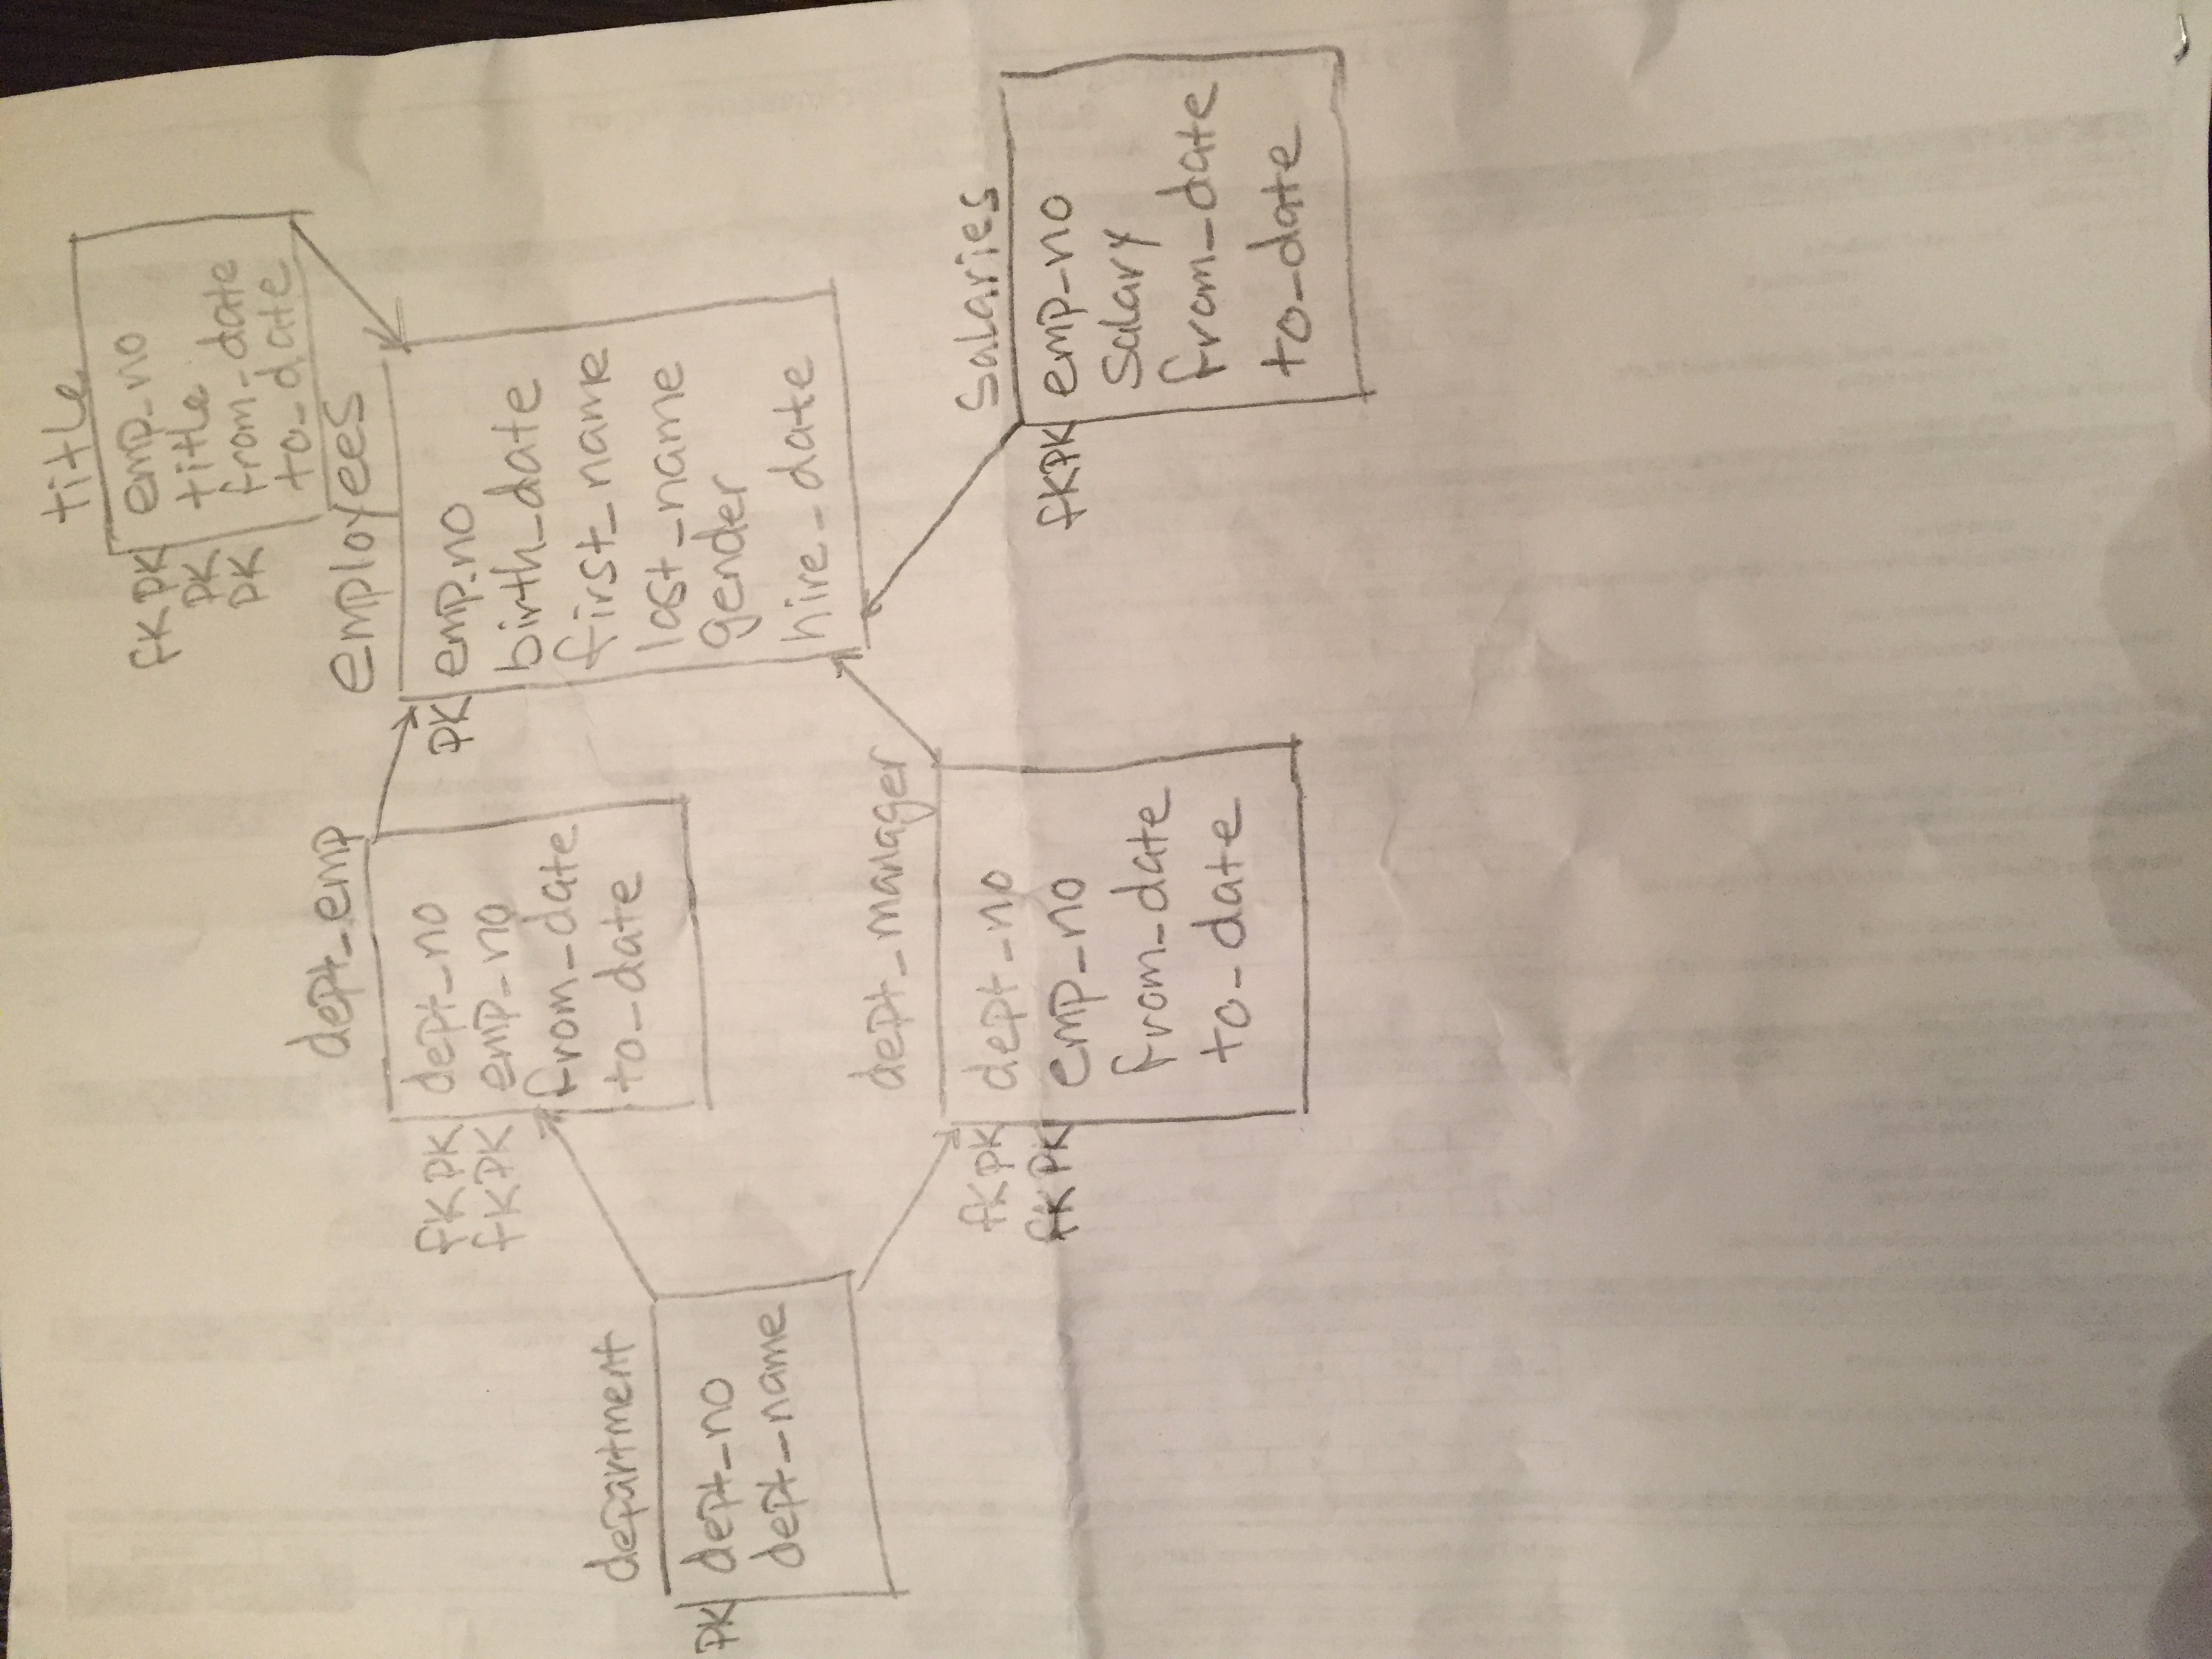 title
fK PK emp_no
PK title
PK from_date
to_date
dept_emp
fK PK dept_no
fK PK emp_no
from_date
to_date
employees
PK emp.no
birth_date
first_name
last_name
gender
hire_date
department
PK dept_no
dept_name
dept_manager
fK PK dept_no
fK PK emp_no
from_date
to_date
Salaries
fK PK emp_no
Salary
from_date
to_date